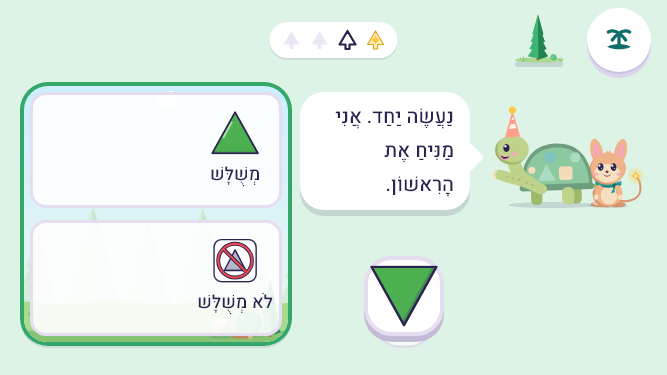 נַעֲשֶׂה יַחַד. אֲנִי
מַנִּיחַ אֶת
הָרִאשׁוֹן.
מְשֻׁלָּשׁ
לֹא מְשֻׁלָּשׁ